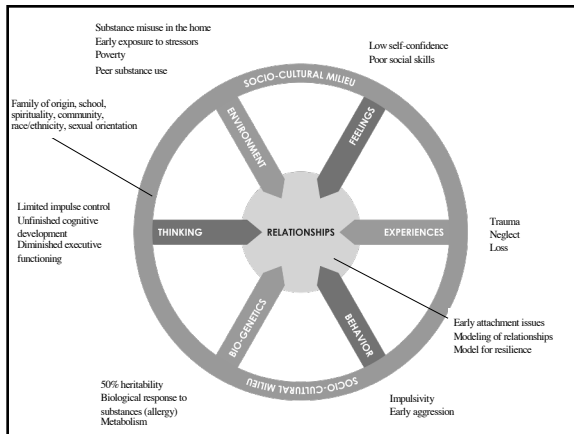 Substance misuse in the home
Early exposure to stressors
Poverty
Peer substance use
Low self-confidence
Poor social skills
SOCIO-CULTURAL MILIEU
Family of origin, school,
spirituality, community,
race/ethnicity, sexual orientation
ENVIRONMENT
FEELINGS
Limited impulse control
Unfinished cognitive
development
Diminished executive
functioning
THINKING
RELATIONSHIPS
EXPERIENCES
Trauma
Neglect
Loss
BIO-GENETICS
BEHAVIOR
Early attachment issues
Modeling of relationships
Model for resilience
SOCIO-CULTURAL MILIEU
50% heritability
Biological response to
substances (allergy)
Metabolism
Impulsivity
Early aggression